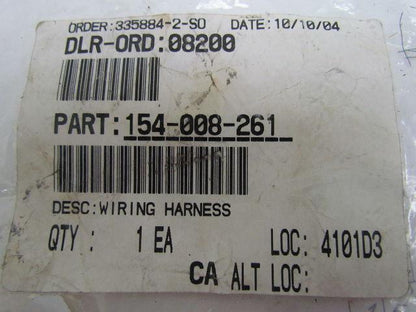 ORDER:335884-2-SO DATE:10/10/04
DLR-ORD:08200
PART:154-008-261
DESC:WIRING HARNESS
QTY : 1 EA LOC: 4101D3
CA ALT LOC: